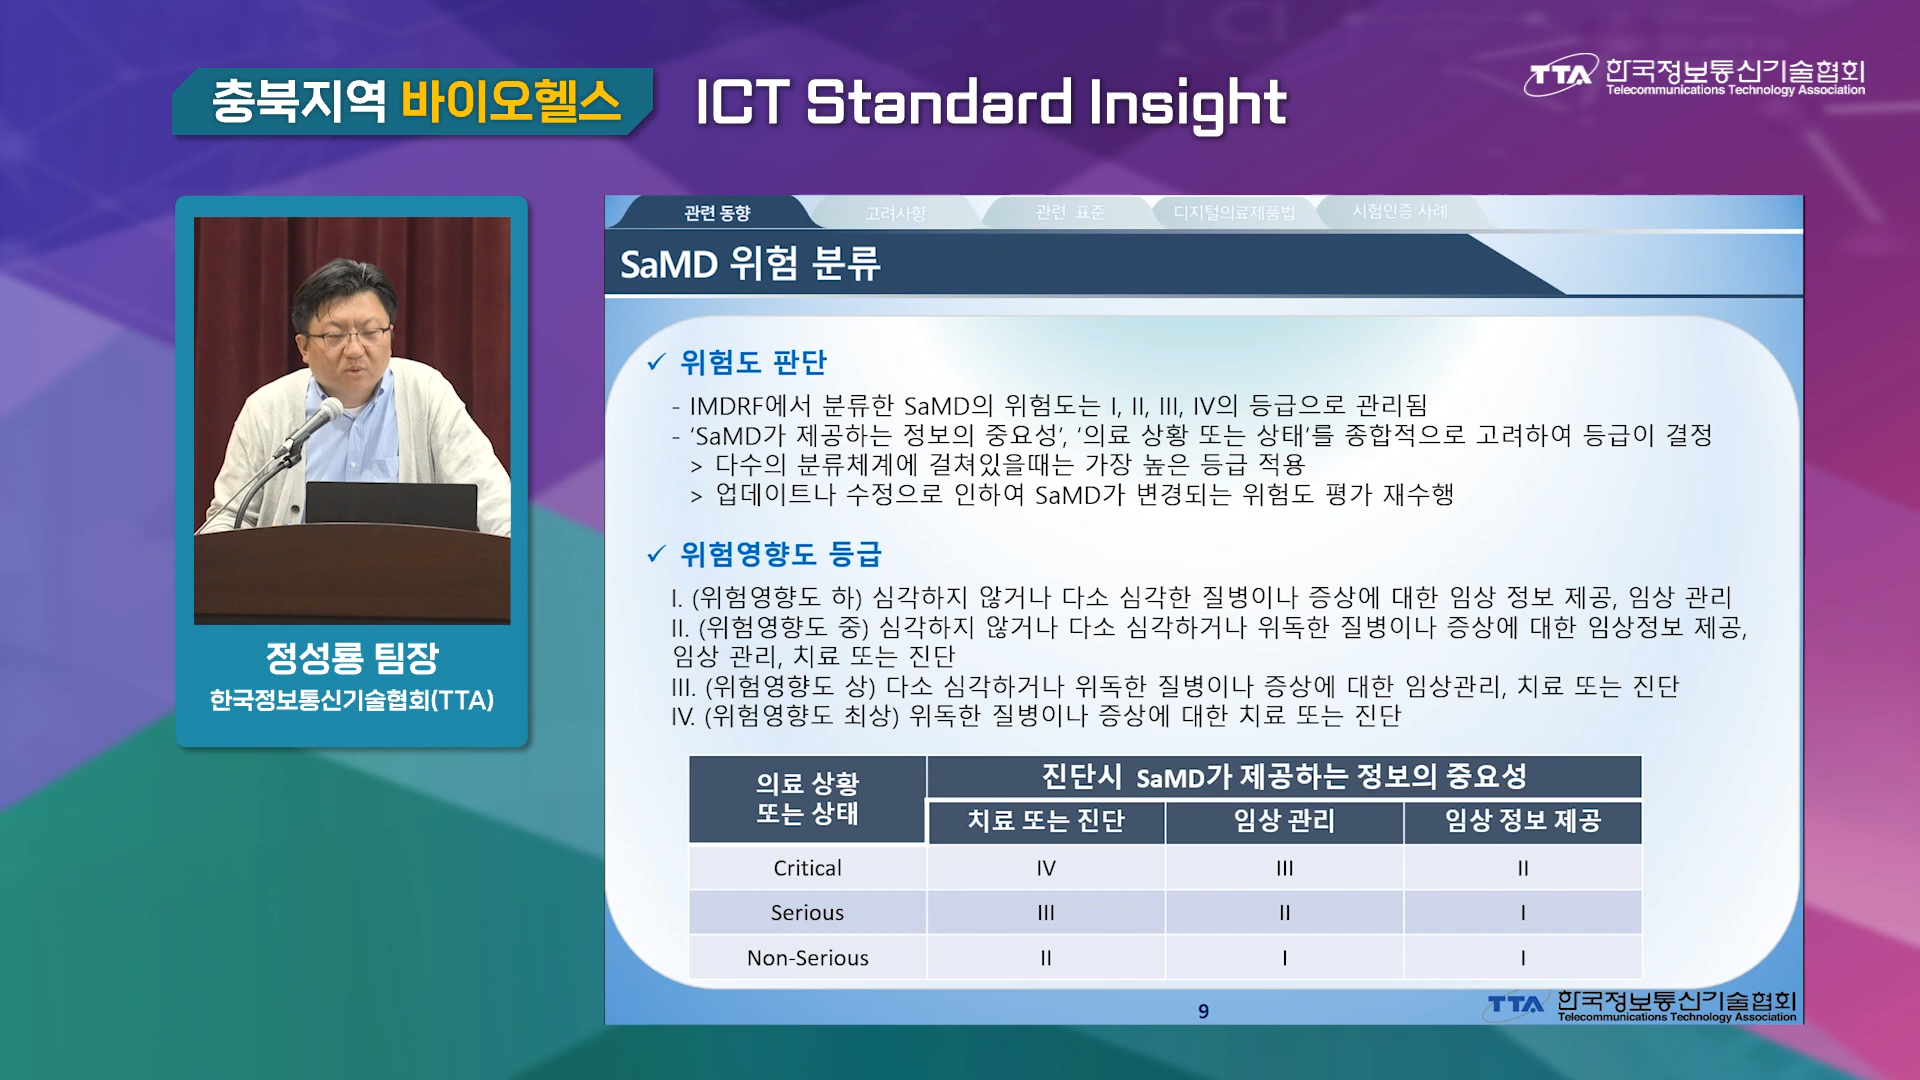 충북지역 바이오헬스 ICT Standard Insight
TTA 한국정보통신기술협회
Telecommunications Technology Association
정성룡 팀장
한국정보통신기술협회(TTA)
관련 동향 고려사항 관련 표준 디지털의료제품법 시험인증 사례
SaMD 위험 분류
✓ 위험도 판단
- IMDRF에서 분류한 SaMD의 위험도는 I, II, III, IV의 등급으로 관리됨
- ‘SaMD가 제공하는 정보의 중요성’, ‘의료 상황 또는 상태’를 종합적으로 고려하여 등급이 결정
> 다수의 분류체계에 걸쳐있을때는 가장 높은 등급 적용
> 업데이트나 수정으로 인하여 SaMD가 변경되는 위험도 평가 재수행
✓ 위험영향도 등급
I. (위험영향도 하) 심각하지 않거나 다소 심각한 질병이나 증상에 대한 임상 정보 제공, 임상 관리
II. (위험영향도 중) 심각하지 않거나 다소 심각하거나 위독한 질병이나 증상에 대한 임상정보 제공,
임상 관리, 치료 또는 진단
III. (위험영향도 상) 다소 심각하거나 위독한 질병이나 증상에 대한 임상관리, 치료 또는 진단
IV. (위험영향도 최상) 위독한 질병이나 증상에 대한 치료 또는 진단
의료 상황
또는 상태
진단시 SaMD가 제공하는 정보의 중요성
치료 또는 진단 임상 관리 임상 정보 제공
Critical IV III II
Serious III II I
Non-Serious II I I
9
TTA 한국정보통신기술협회
Telecommunications Technology Association